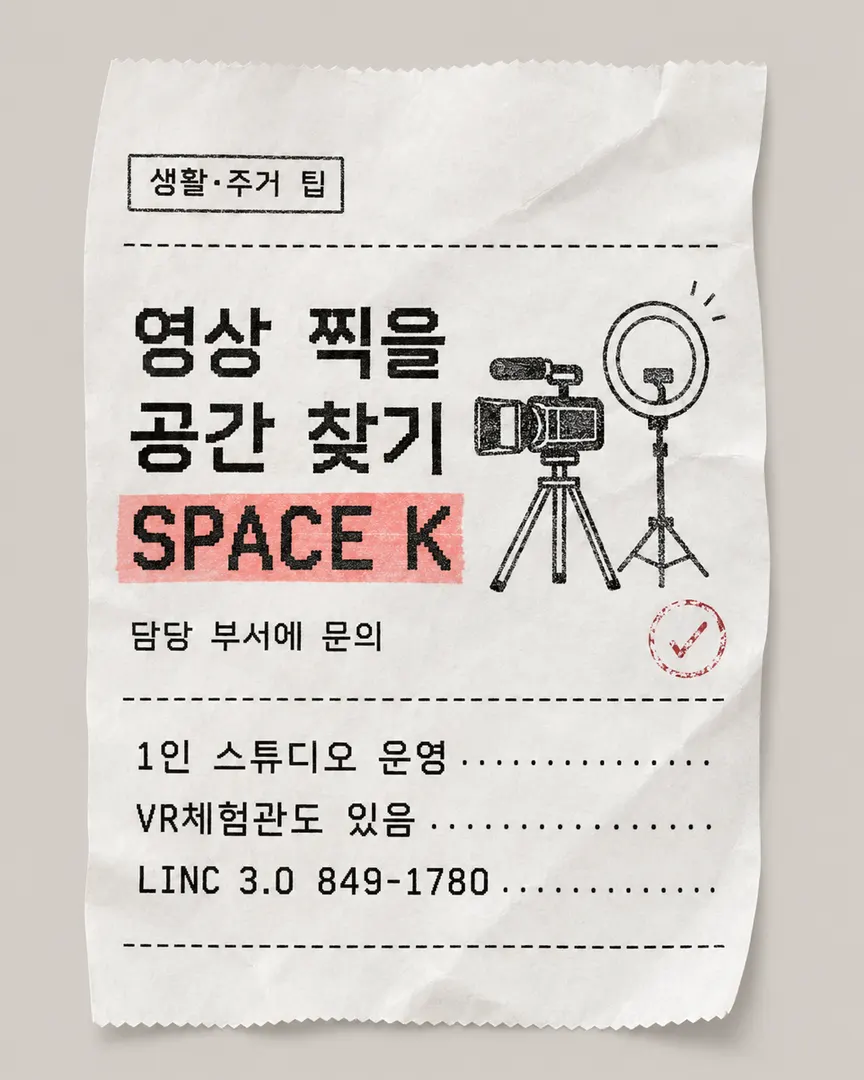 생활·주거 팁
영상 찍을
공간 찾기
SPACE K
담당 부서에 문의
1인 스튜디오 운영 ...............
VR체험관도 있음 .................
LINC 3.0 849-1780 .............